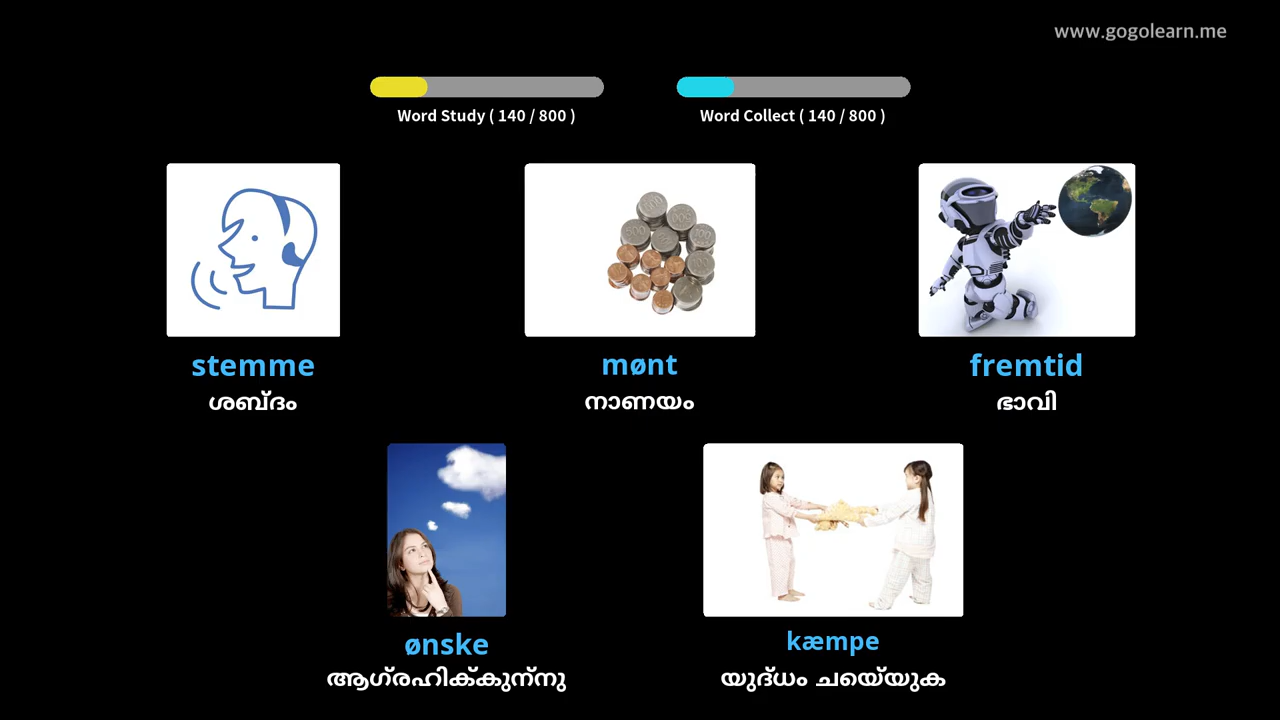 www.gogolearn.me
Word Study ( 140 / 800 )
Word Collect ( 140 / 800 )
stemme
mønt
fremtid
ശബ്ദം
നാണയം
ഭാവി
ønske
kæmpe
ആഗ്രഹിക്കുന്നു
യുദ്ധം ചയ്യെുക